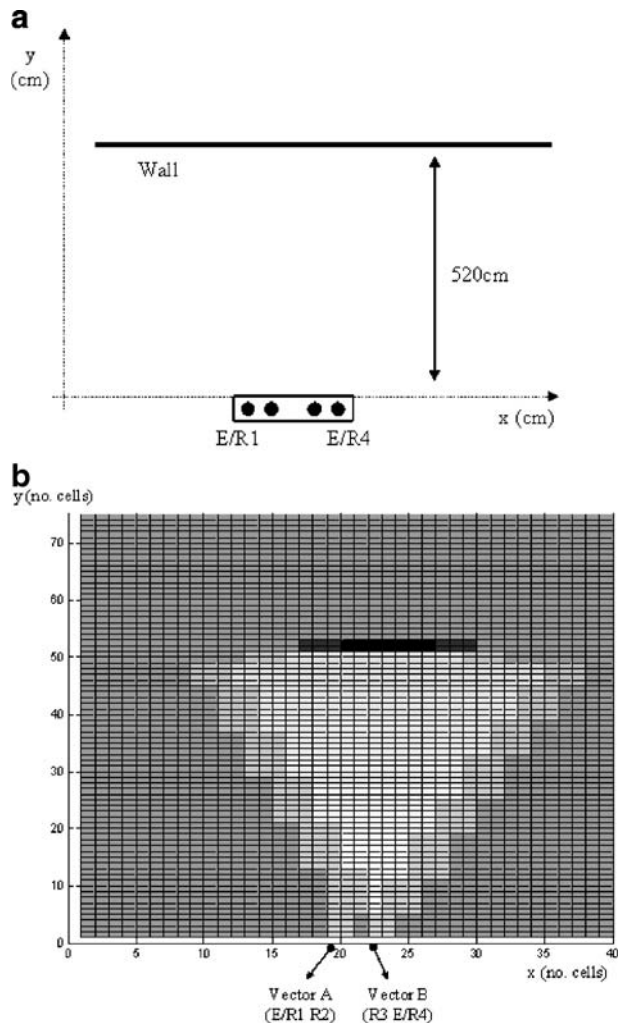 a
y
(cm)
Wall
520cm
x (cm)
E/R1
E/R4
b
y (no. cells)
70
60
50
40
30
20
10
0
0
5
10
15
20
25
30
35
40
x (no. cells)
Vector A
(E/R1 R2)
Vector B
(R3 E/R4)